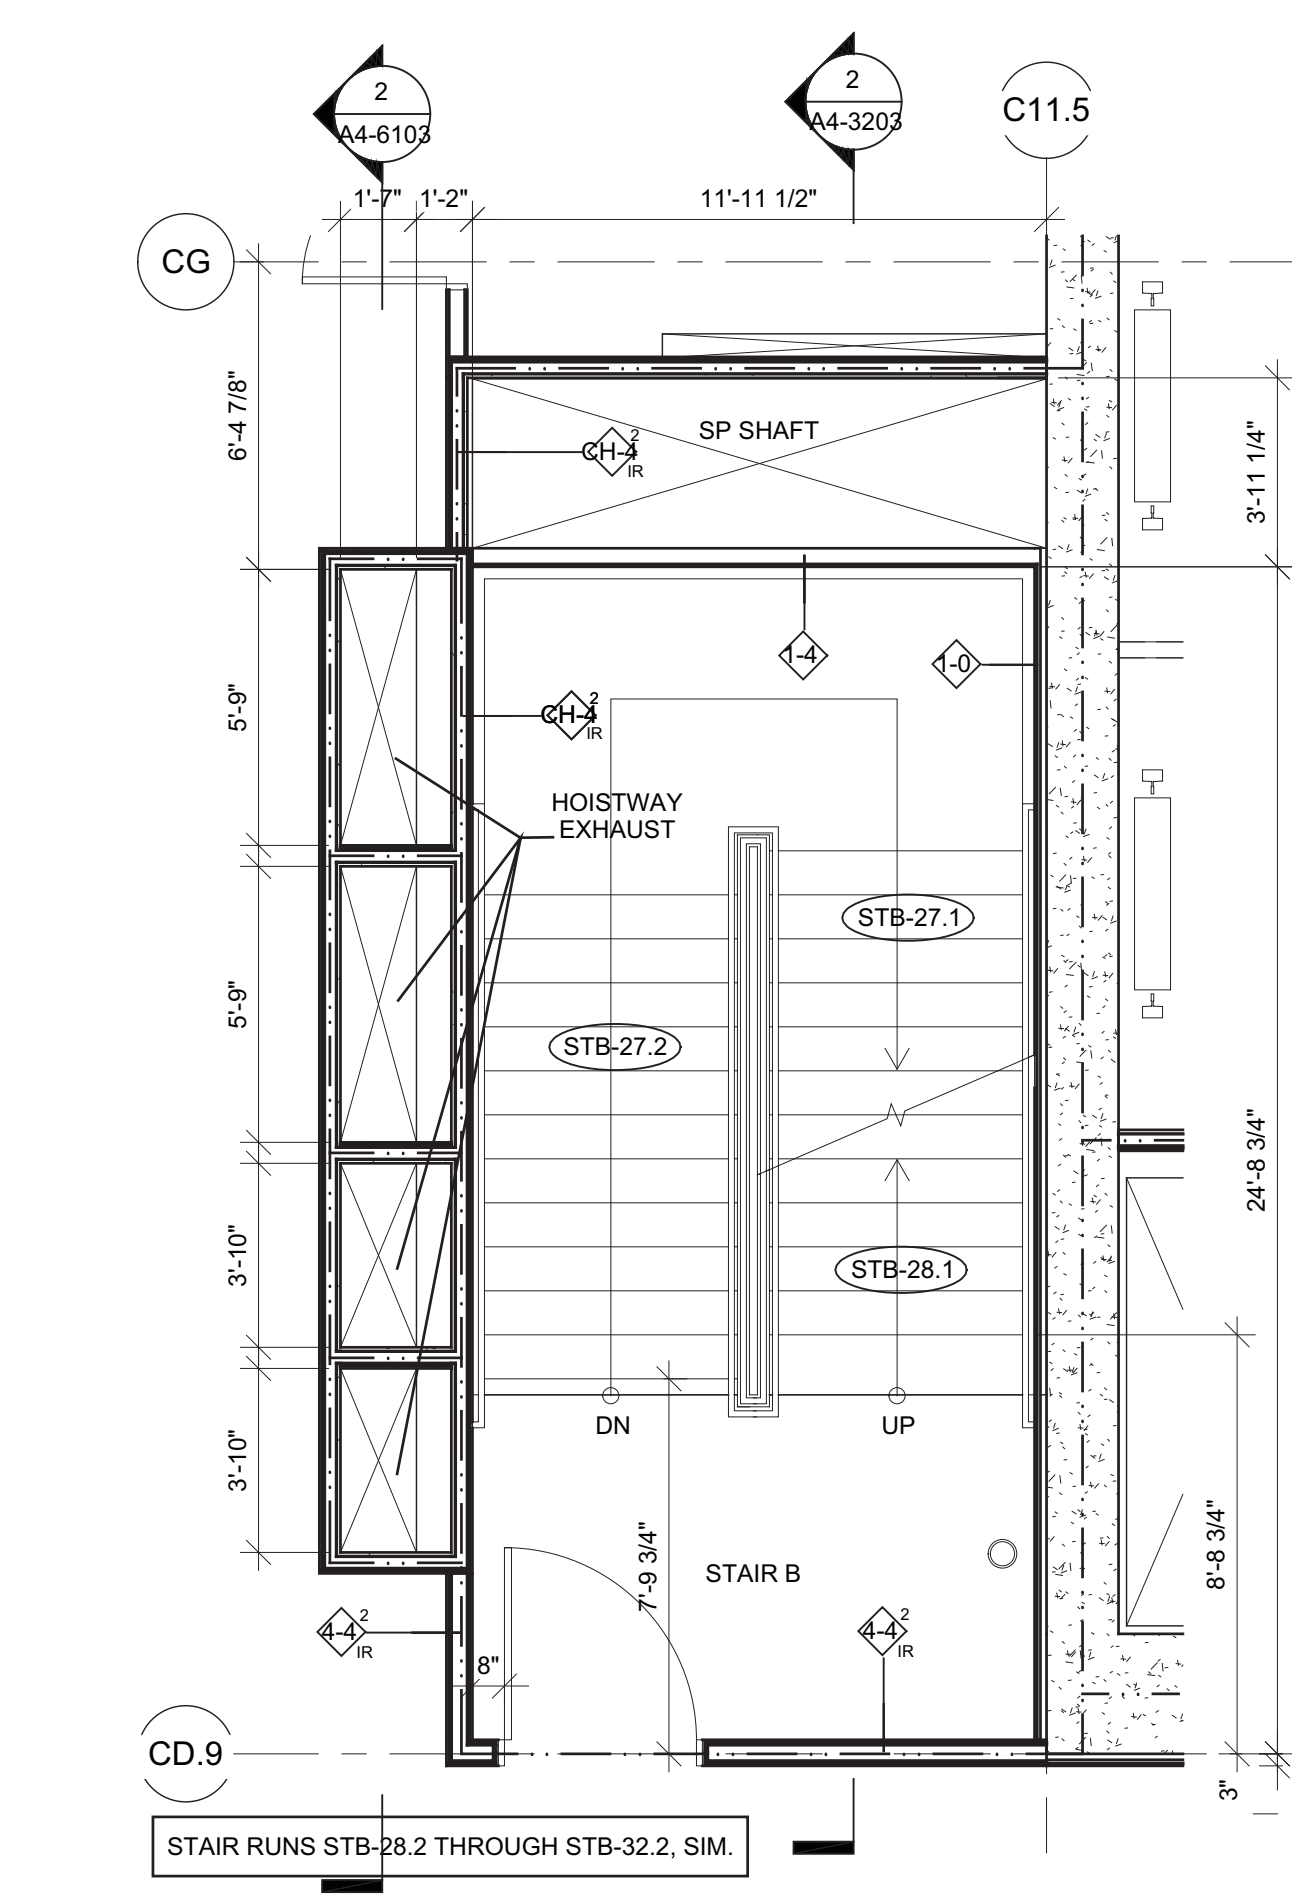 2
A4-6103
2
A4-3203
C11.5
1'-7"
1'-2"
11'-11 1/2"
CG
6'-4 7/8"
SP SHAFT
CH-4
2
IR
3'-11 1/4"
1-4
1-0
5'-9"
CH-4
2
IR
HOISTWAY
EXHAUST
STB-27.1
5'-9"
STB-27.2
24'-8 3/4"
3'-10"
STB-28.1
DN
UP
3'-10"
7'-9 3/4"
STAIR B
8'-8 3/4"
4-4
2
IR
4-4
2
IR
8"
CD.9
3"
STAIR RUNS STB-28.2 THROUGH STB-32.2, SIM.